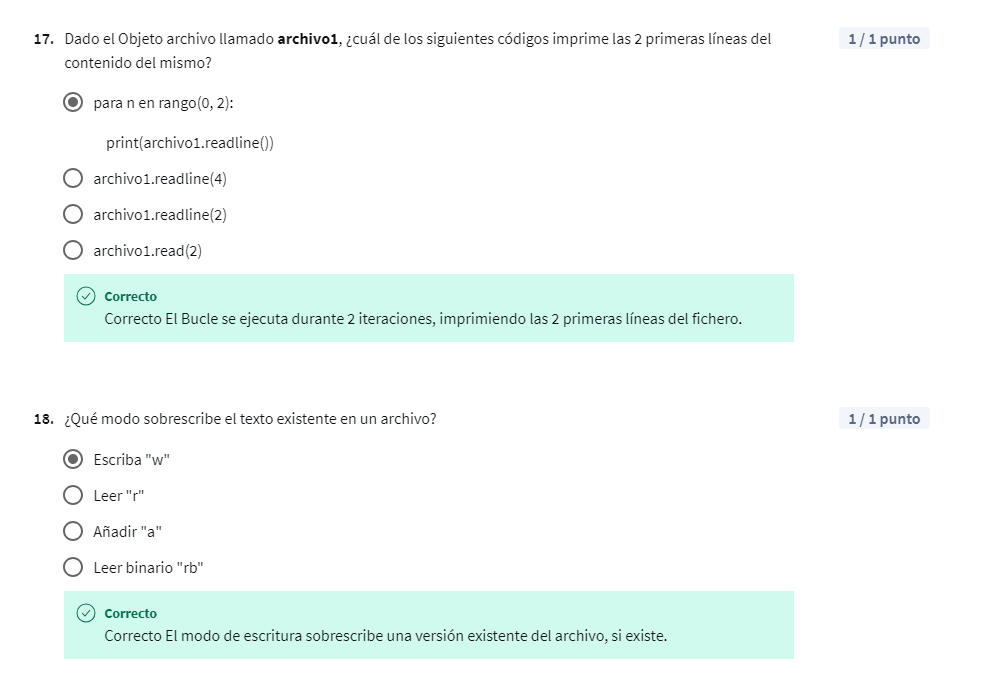 17. Dado el Objeto archivo llamado archivo1, ¿cuál de los siguientes códigos imprime las 2 primeras líneas del
contenido del mismo?
1 / 1 punto
para n en rango(0, 2):
print(archivo1.readline())
archivo1.readline(4)
archivo1.readline(2)
archivo1.read(2)
Correcto
Correcto El Bucle se ejecuta durante 2 iteraciones, imprimiendo las 2 primeras líneas del fichero.
18. ¿Qué modo sobrescribe el texto existente en un archivo?
1 / 1 punto
Escriba "w"
Leer "r"
Añadir "a"
Leer binario "rb"
Correcto
Correcto El modo de escritura sobrescribe una versión existente del archivo, si existe.